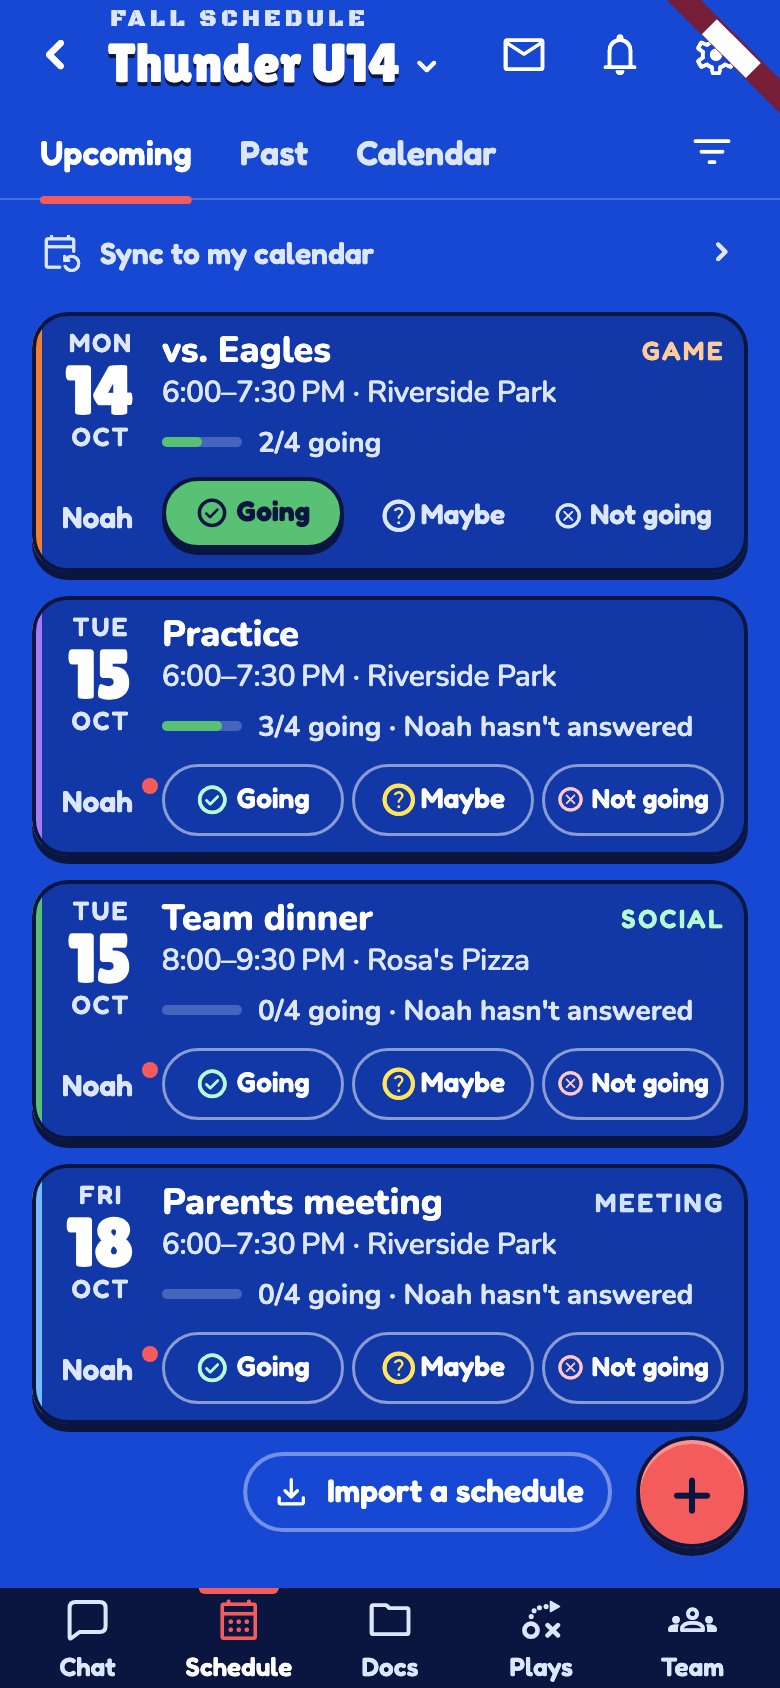 FALL SCHEDULE
Thunder U14
Upcoming Past Calendar
Sync to my calendar
MON
14
OCT
vs. Eagles
GAME
6:00–7:30 PM · Riverside Park
2/4 going
Noah
Going
Maybe
Not going
TUE
15
OCT
Practice
6:00–7:30 PM · Riverside Park
3/4 going · Noah hasn't answered
Noah
Going
Maybe
Not going
TUE
15
OCT
Team dinner
SOCIAL
8:00–9:30 PM · Rosa's Pizza
0/4 going · Noah hasn't answered
Noah
Going
Maybe
Not going
FRI
18
OCT
Parents meeting
MEETING
6:00–7:30 PM · Riverside Park
0/4 going · Noah hasn't answered
Noah
Going
Maybe
Not going
Import a schedule
Chat Schedule Docs Plays Team